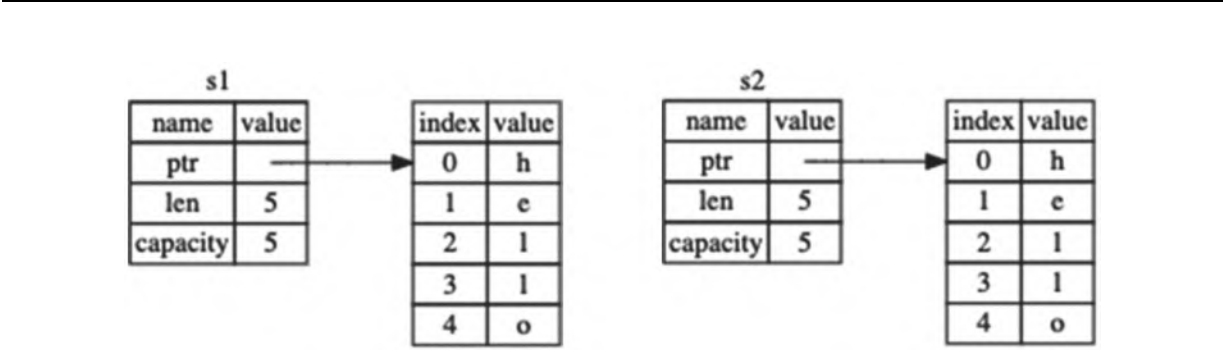 s1 s2
name value index value name value index value
ptr 0 h ptr 0 h
len 5 1 e len 5 1 e
capacity 5 2 l capacity 5 2 l
3 l 3 l
4 o 4 o